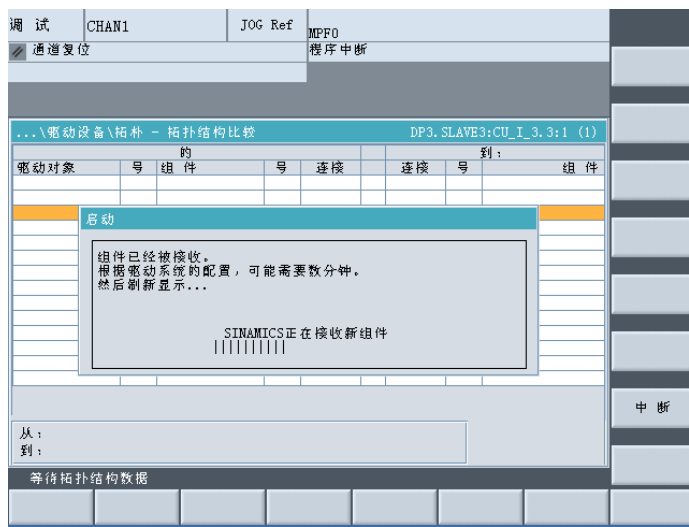 调 试 CHAN1 JOG Ref MPF0
通道复位 程序中断
...\驱动设备\拓朴 - 拓扑结构比较 DP3.SLAVE3:CU_I_3.3:1 (1)
的 到:
驱动对象 号 组 件 号 连接 连接 号 组 件
启动
组件已经被接收。
根据驱动系统的配置,可能需要数分钟。
然后刷新显示...
SINAMICS正在接收新组件
中 断
从:
到:
等待拓扑结构数据